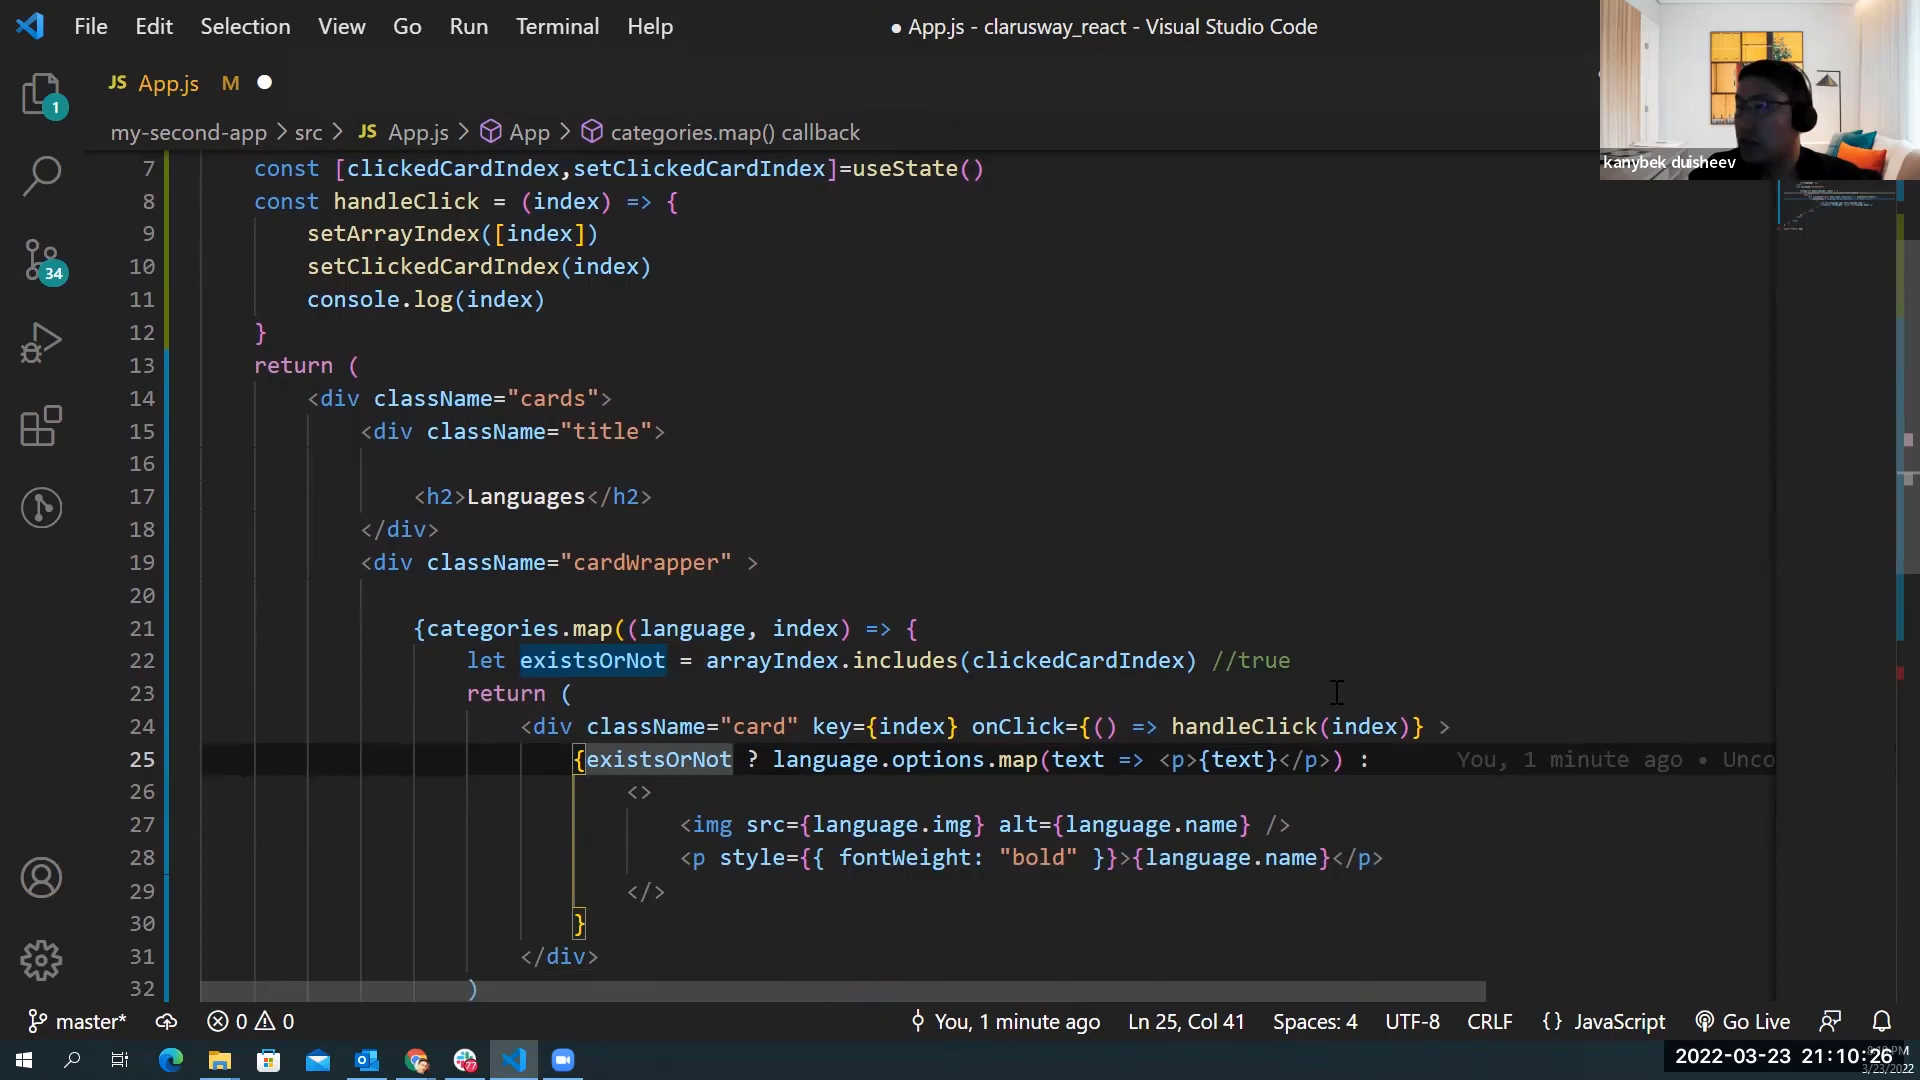 File Edit Selection View Go Run Terminal Help
● App.js - clarusway_react - Visual Studio Code
JS App.js M ●
1
my-second-app > src > JS App.js > App > categories.map() callback
kanybek duisheev
34
7 const [clickedCardIndex,setClickedCardIndex]=useState()
8 const handleClick = (index) => {
9 setArrayIndex([index])
10 setClickedCardIndex(index)
11 console.log(index)
12 }
13 return (
14 <div className="cards">
15 <div className="title">
16
17 <h2>Languages</h2>
18 </div>
19 <div className="cardWrapper" >
20
21 {categories.map((language, index) => {
22 let existsOrNot = arrayIndex.includes(clickedCardIndex) //true
23 return (
24 <div className="card" key={index} onClick={() => handleClick(index)} >
25 {existsOrNot ? language.options.map(text => <p>{text}</p>) : You, 1 minute ago • Unco
26 <>
27 <img src={language.img} alt={language.name} />
28 <p style={{ fontWeight: "bold" }}>{language.name}</p>
29 </>
30 }
31 </div>
32 )
master* 0 0 You, 1 minute ago Ln 25, Col 41 Spaces: 4 UTF-8 CRLF {} JavaScript Go Live
77
2022-03-23 21:10:26
3/23/2022